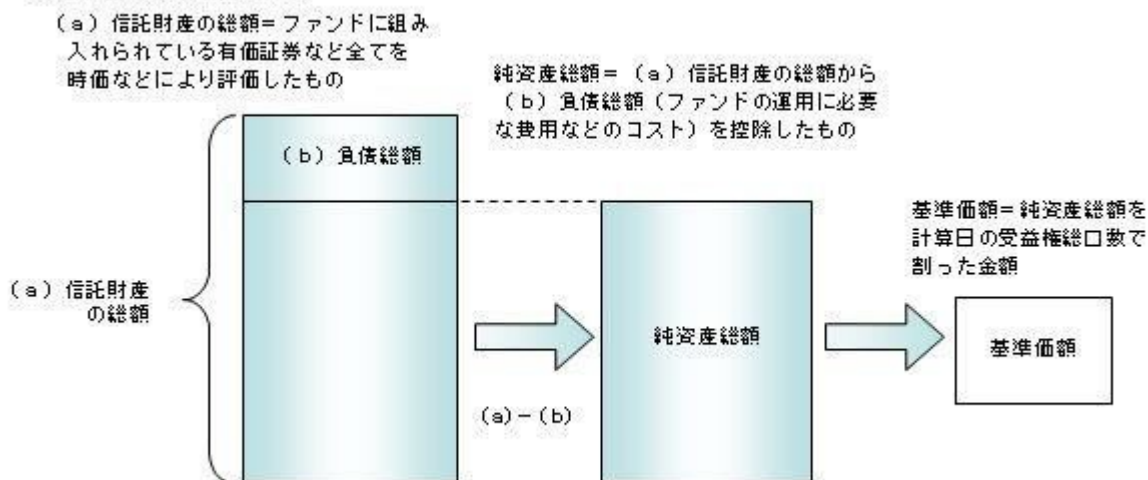 (a)信託財産の総額=ファンドに組み
入れられている有価証券など全てを
時価などにより評価したもの
純資産総額=(a)信託財産の総額から
(b)負債総額(ファンドの運用に必要
な費用などのコスト)を控除したもの
(b)負債総額
基準価額=純資産総額を
計算日の受益権総口数で
割った金額
(a)信託財産
の総額
純資産総額
基準価額
(a)-(b)